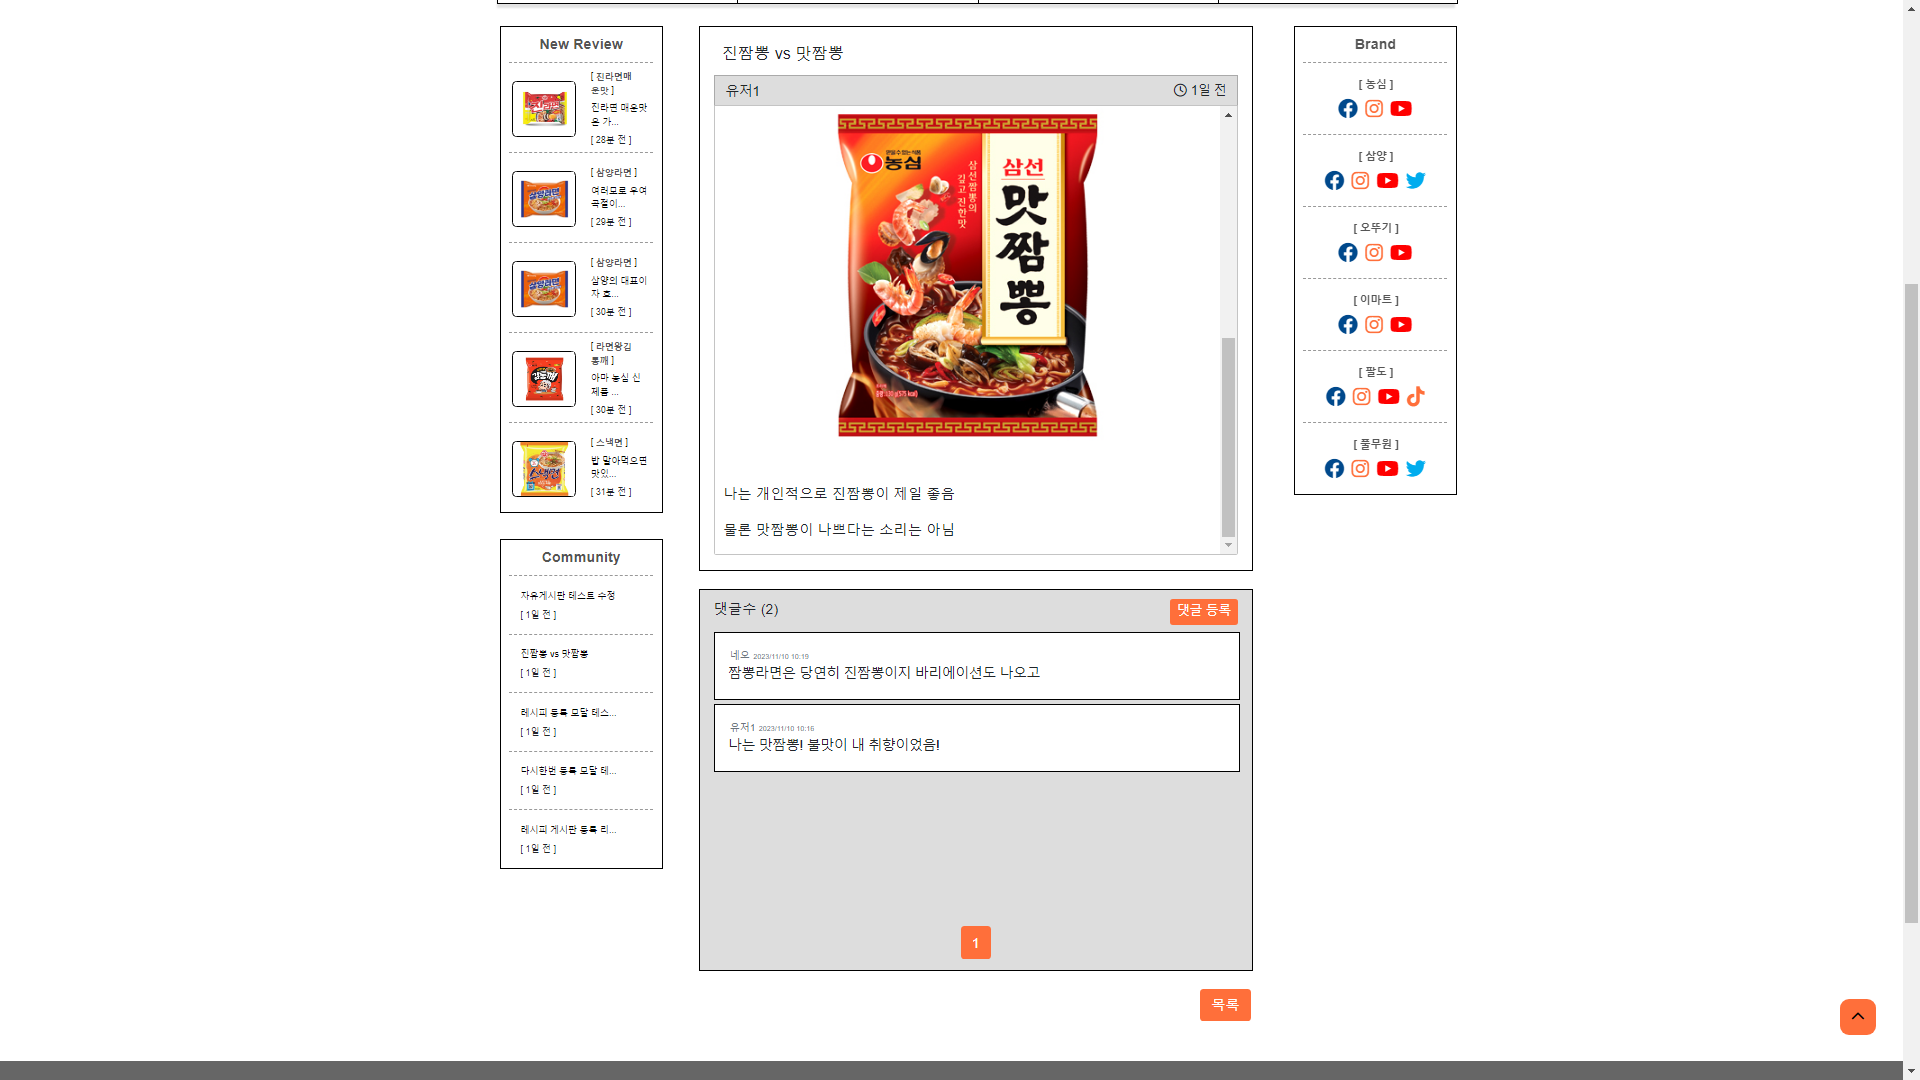 New Review
[ 진라면매
운맛 ]
진라면 매운맛
은 가...
[ 28분 전 ]
삼양라면
[ 삼양라면 ]
여러모로 우여
곡절이...
[ 29분 전 ]
삼양라면
[ 삼양라면 ]
삼양의 대표이
자 효...
[ 30분 전 ]
[ 라면왕김
통깨 ]
아마 농심 신
제품 ...
[ 30분 전 ]
스낵면
[ 스낵면 ]
밥 말아먹으면
맛있...
[ 31분 전 ]
Community
자유게시판 테스트 수정
[ 1일 전 ]
진짬뽕 vs 맛짬뽕
[ 1일 전 ]
레시피 등록 모달 테스...
[ 1일 전 ]
다시한번 등록 모달 테...
[ 1일 전 ]
레시피 게시판 등록 리...
[ 1일 전 ]
진짬뽕 vs 맛짬뽕
유저1
1일 전
농심
삼선짬뽕의
깊고 진한맛
삼선
맛짬뽕
나는 개인적으로 진짬뽕이 제일 좋음
물론 맛짬뽕이 나쁘다는 소리는 아님
댓글수 (2)
댓글 등록
네오 2023/11/10 10:19
짬뽕라면은 당연히 진짬뽕이지 바리에이션도 나오고
유저1 2023/11/10 10:16
나는 맛짬뽕! 불맛이 내 취향이었음!
1
목록
Brand
[ 농심 ]
[ 삼양 ]
[ 오뚜기 ]
[ 이마트 ]
[ 팔도 ]
[ 풀무원 ]